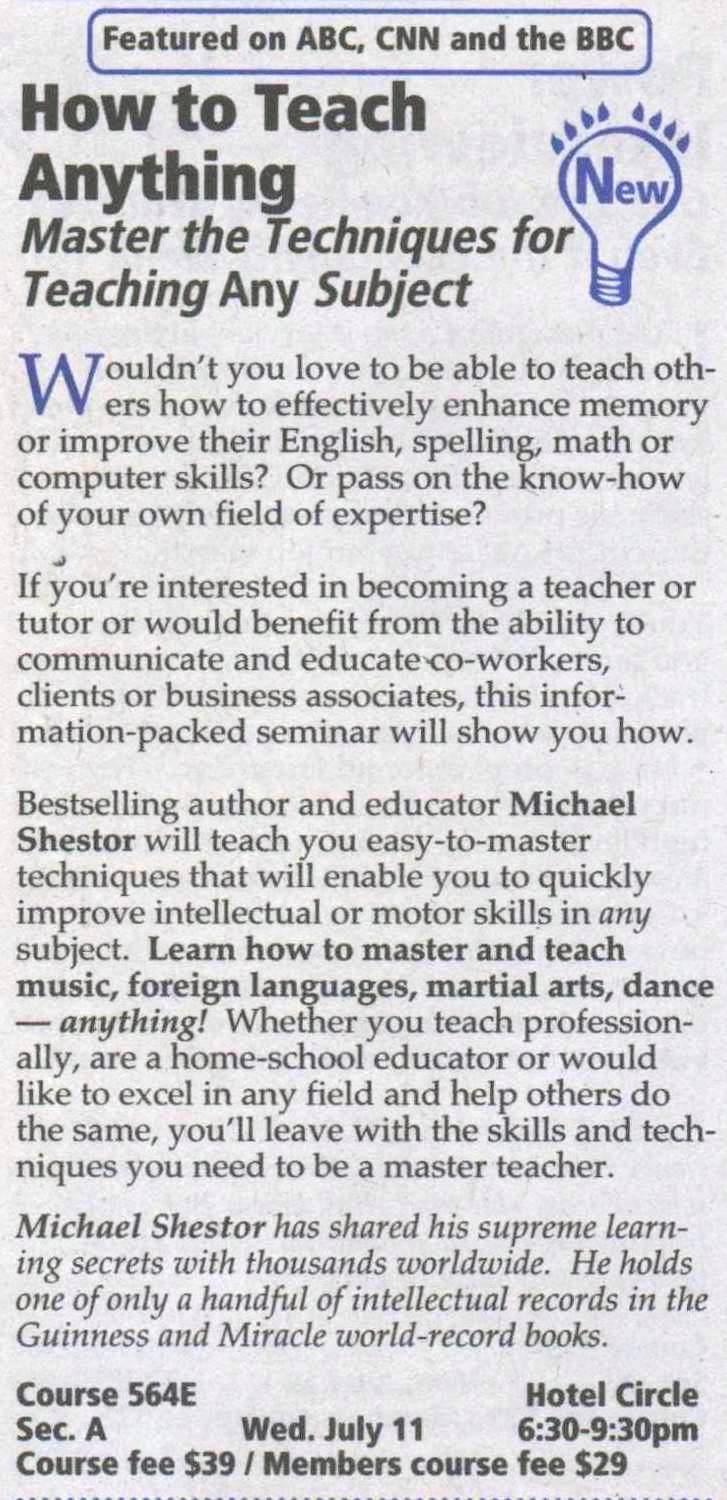 Featured on ABC, CNN and the BBC
How to Teach
Anything
New
Master the Techniques for
Teaching Any Subject
Wouldn't you love to be able to teach oth-
ers how to effectively enhance memory
or improve their English, spelling, math or
computer skills? Or pass on the know-how
of your own field of expertise?
If you're interested in becoming a teacher or
tutor or would benefit from the ability to
communicate and educate co-workers,
clients or business associates, this infor-
mation-packed seminar will show you how.
Bestselling author and educator Michael
Shestor will teach you easy-to-master
techniques that will enable you to quickly
improve intellectual or motor skills in any
subject. Learn how to master and teach
music, foreign languages, martial arts, dance
— anything! Whether you teach profession-
ally, are a home-school educator or would
like to excel in any field and help others do
the same, you'll leave with the skills and tech-
niques you need to be a master teacher.
Michael Shestor has shared his supreme learn-
ing secrets with thousands worldwide. He holds
one of only a handful of intellectual records in the
Guinness and Miracle world-record books.
Course 564E Hotel Circle
Sec. A Wed. July 11 6:30-9:30pm
Course fee $39 / Members course fee $29